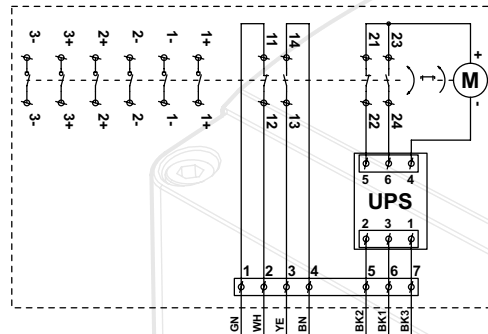 3- 3+ 2+ 2- 1- 1+ 11 14 21 23
+
M
-
3- 3+ 2+ 2- 1- 1+ 12 13 22 24
5 6 4
UPS
2 3 1
1 2 3 4 5 6 7
GN WH YE BN BK2 BK1 BK3